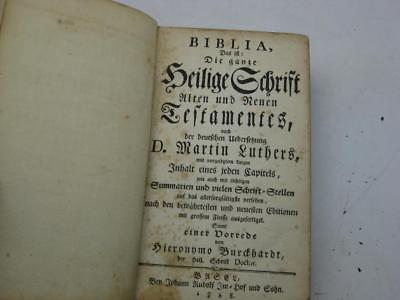 BIBLIA,
Das ist:
Die gantze
Heilige Schrift
Alten und Neuen
Testamentes,
nach
der deutschen Uebersetzung
D. Martin Luthers,
mit vorgesetztem kurzen
Inhalt eines jeden Capitels,
wie auch mit richtigen
Summarien und vielen Schrift-Stellen
auf das allersorgfältigste versehen,
nach den bewährtesten und neuesten Editionen
mit grossem Fleisse ausgefertiget.
Samt
einer Vorrede
von
Hieronymo Burckhardt,
der Heil. Schrift Doctor.
BASEL,
Bey Johann Rudolf Im-Hof und Sohn.